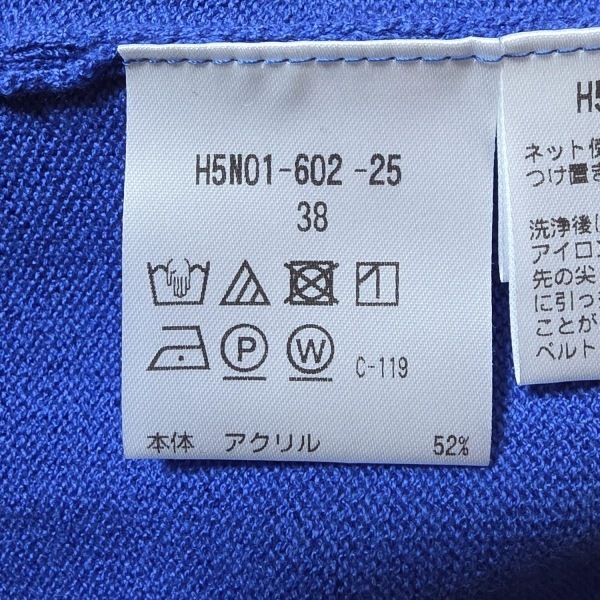 H5N01-602-25
38
P W C-119
本体 アクリル 52%
H5
ネット使
つけ置き
洗浄後し
アイロン
先の尖
に引っ
ことが
ベルト